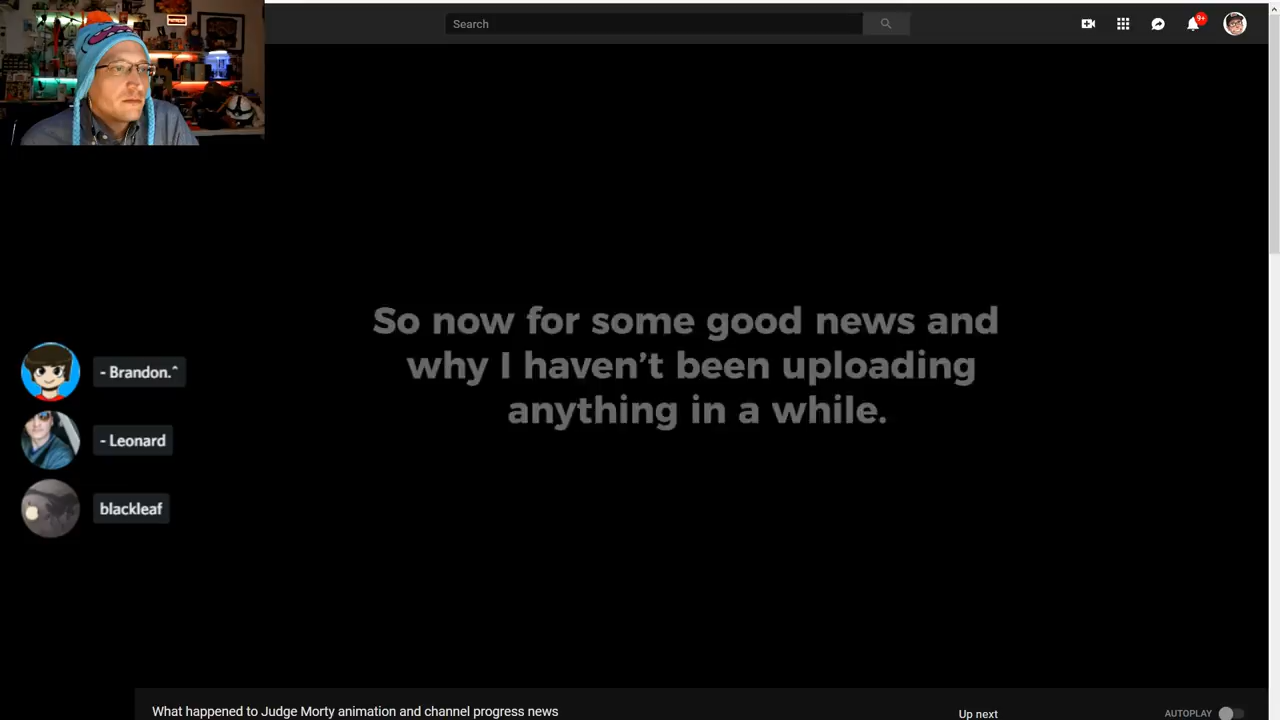 Search
9+
So now for some good news and
why I haven't been uploading
anything in a while.
- Brandon.^
- Leonard
blackleaf
What happened to Judge Morty animation and channel progress news
Up next
AUTOPLAY